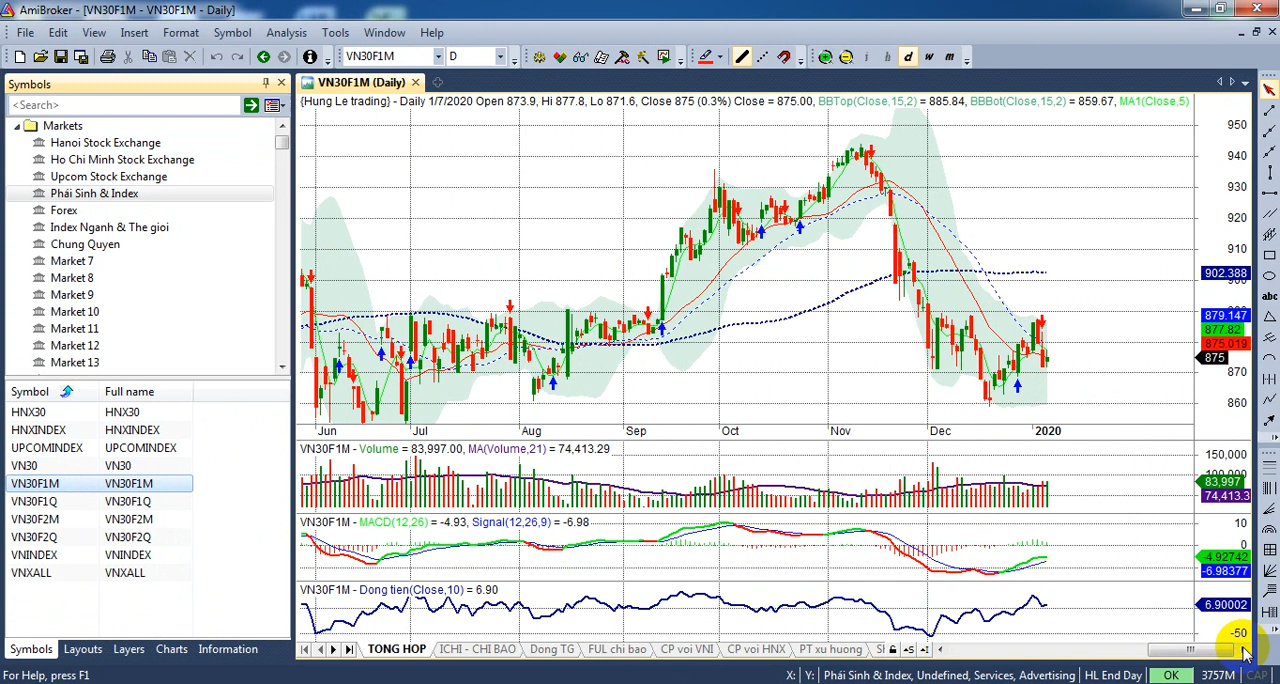 AmiBroker - [VN30F1M - VN30F1M - Daily]
File Edit View Insert Format Symbol Analysis Tools Window Help
VN30F1M D i h d w m
Symbols
VN30F1M (Daily)
<Search>
Markets
Hanoi Stock Exchange
Ho Chi Minh Stock Exchange
Upcom Stock Exchange
Phái Sinh & Index
Forex
Index Nganh & The gioi
Chung Quyen
Market 7
Market 8
Market 9
Market 10
Market 11
Market 12
Market 13
Symbol Full name
HNX30 HNX30
HNXINDEX HNXINDEX
UPCOMINDEX UPCOMINDEX
VN30 VN30
VN30F1M VN30F1M
VN30F1Q VN30F1Q
VN30F2M VN30F2M
VN30F2Q VN30F2Q
VNINDEX VNINDEX
VNXALL VNXALL
Symbols Layouts Layers Charts Information
{Hung Le trading} - Daily 1/7/2020 Open 873.9, Hi 877.8, Lo 871.6, Close 875 (0.3%) Close = 875.00, BBTop(Close,15,2) = 885.84, BBBot(Close,15,2) = 859.67, MA1(Close,5)
950
940
930
920
910
902.388
890
879.147
877.82
875.019
875
870
860
Jun Jul Aug Sep Oct Nov Dec 2020
VN30F1M - Volume = 83,997.00, MA(Volume,21) = 74,413.29
150,000
100,000
83,997
74,413.3
VN30F1M - MACD(12,26) = -4.93, Signal(12,26,9) = -6.98
10
0
-4.92742
-6.98377
VN30F1M - Dong tien(Close,10) = 6.90
6.90002
-50
TONG HOP ICHI - CHI BAO Dong TG FUL chi bao CP voi VNI CP voi HNX PT xu huong
abc
For Help, press F1 X: Y: Phái Sinh & Index, Undefined, Services, Advertising HL End Day OK 3757M CAP